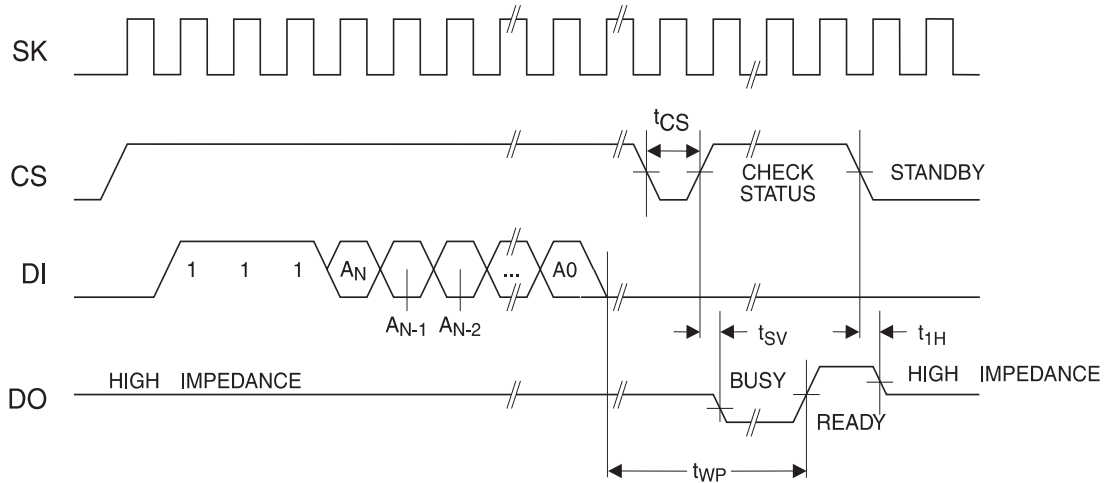 SK
tCS
CS
CHECK
STATUS
STANDBY
DI
1 1 1 AN ... A0
AN-1 AN-2
tSV
t1H
HIGH IMPEDANCE
BUSY
HIGH IMPEDANCE
DO
READY
tWP